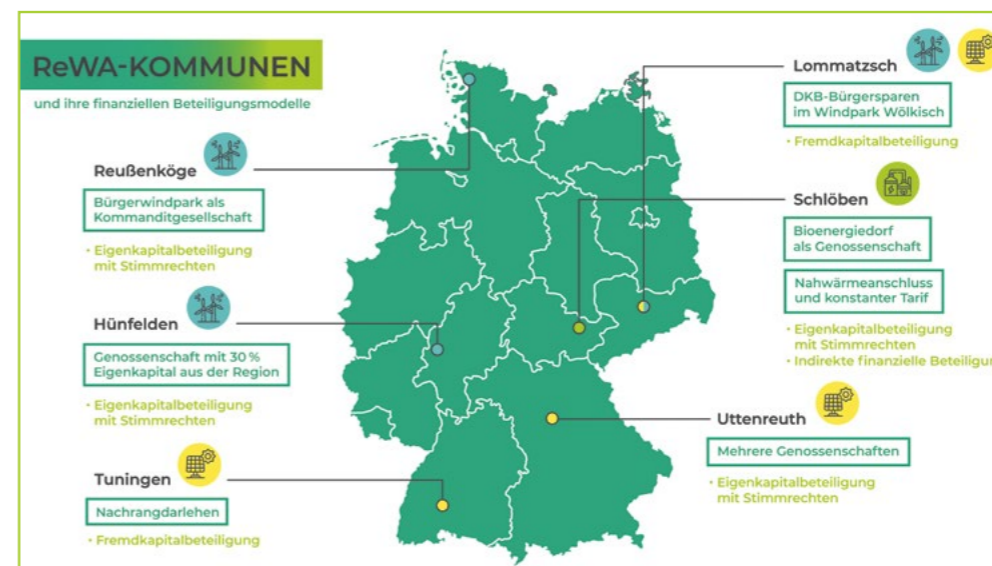 ReWA-KOMMUNEN
und ihre finanziellen Beteiligungsmodelle
Reußenköge
Bürgerwindpark als
Kommanditgesellschaft
• Eigenkapitalbeteiligung
mit Stimmrechten
Hünfelden
Genossenschaft mit 30 %
Eigenkapital aus der Region
• Eigenkapitalbeteiligung
mit Stimmrechten
Tuningen
Nachrangdarlehen
• Fremdkapitalbeteiligung
Lommatzsch
DKB-Bürgersparen
im Windpark Wölkisch
• Fremdkapitalbeteiligung
Schlöben
Bioenergiedorf
als Genossenschaft
Nahwärmeanschluss
und konstanter Tarif
• Eigenkapitalbeteiligung
mit Stimmrechten
• Indirekte finanzielle Beteiligun
Uttenreuth
Mehrere Genossenschaften
• Eigenkapitalbeteiligung
mit Stimmrechten